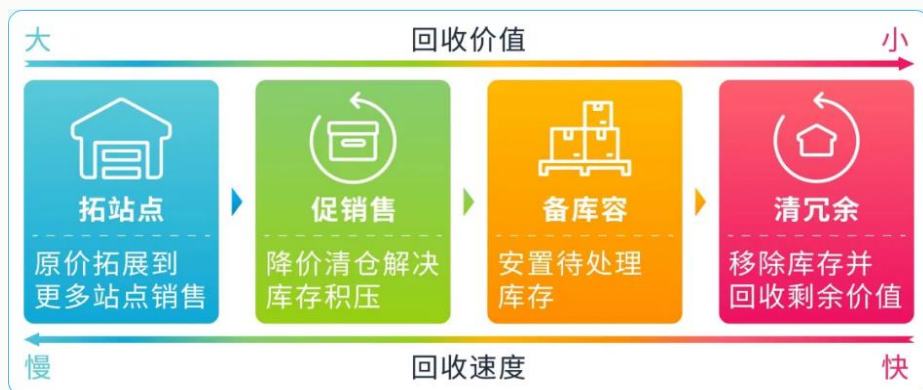 大 回收价值 小
拓站点
原价拓展到
更多站点销售
促销售
降价清仓解决
库存积压
备库容
安置待处理
库存
清冗余
移除库存并
回收剩余价值
慢 回收速度 快